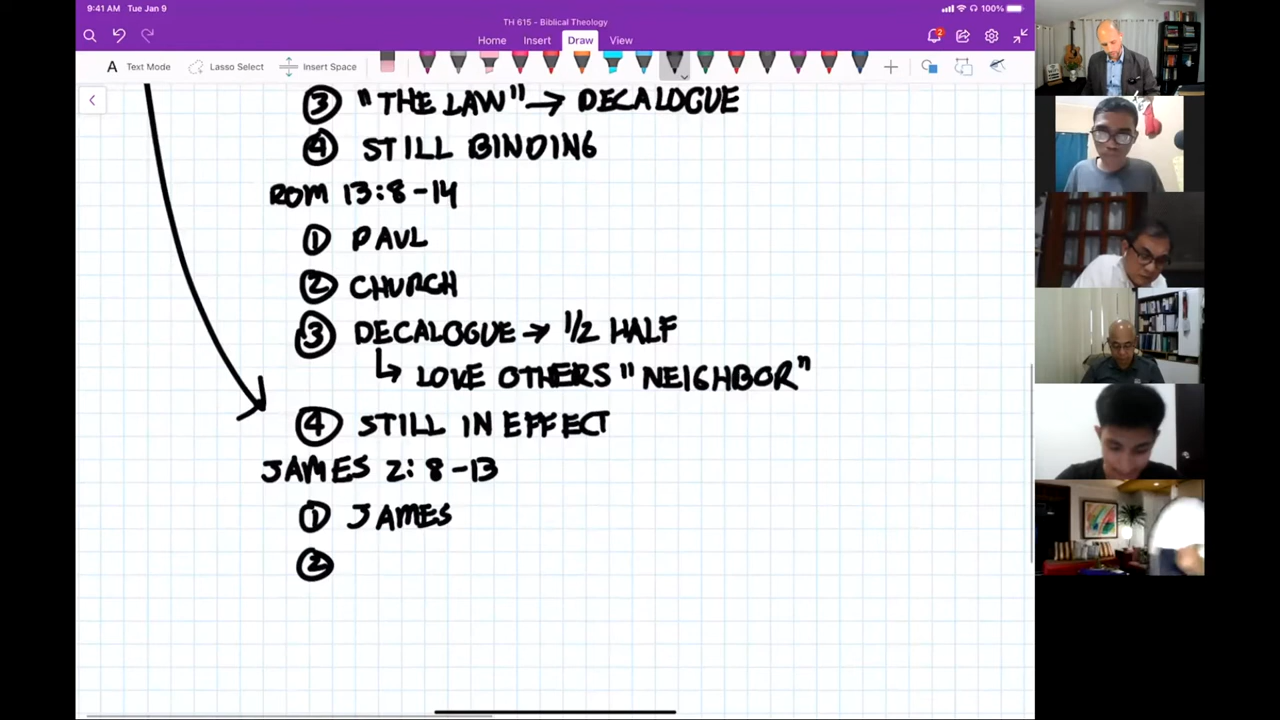 9:41 AM Tue Jan 9
100%
TH 615 - Biblical Theology
Home Insert Draw View
2
A Text Mode Lasso Select Insert Space
③ "THE LAW" → DECALOGUE
④ STILL BINDING
ROM 13:8-14
① PAUL
② CHURCH
③ DECALOGUE → 1/2 HALF
↳ LOVE OTHERS "NEIGHBOR"
④ STILL IN EFFECT
JAMES 2:8-13
① JAMES
②